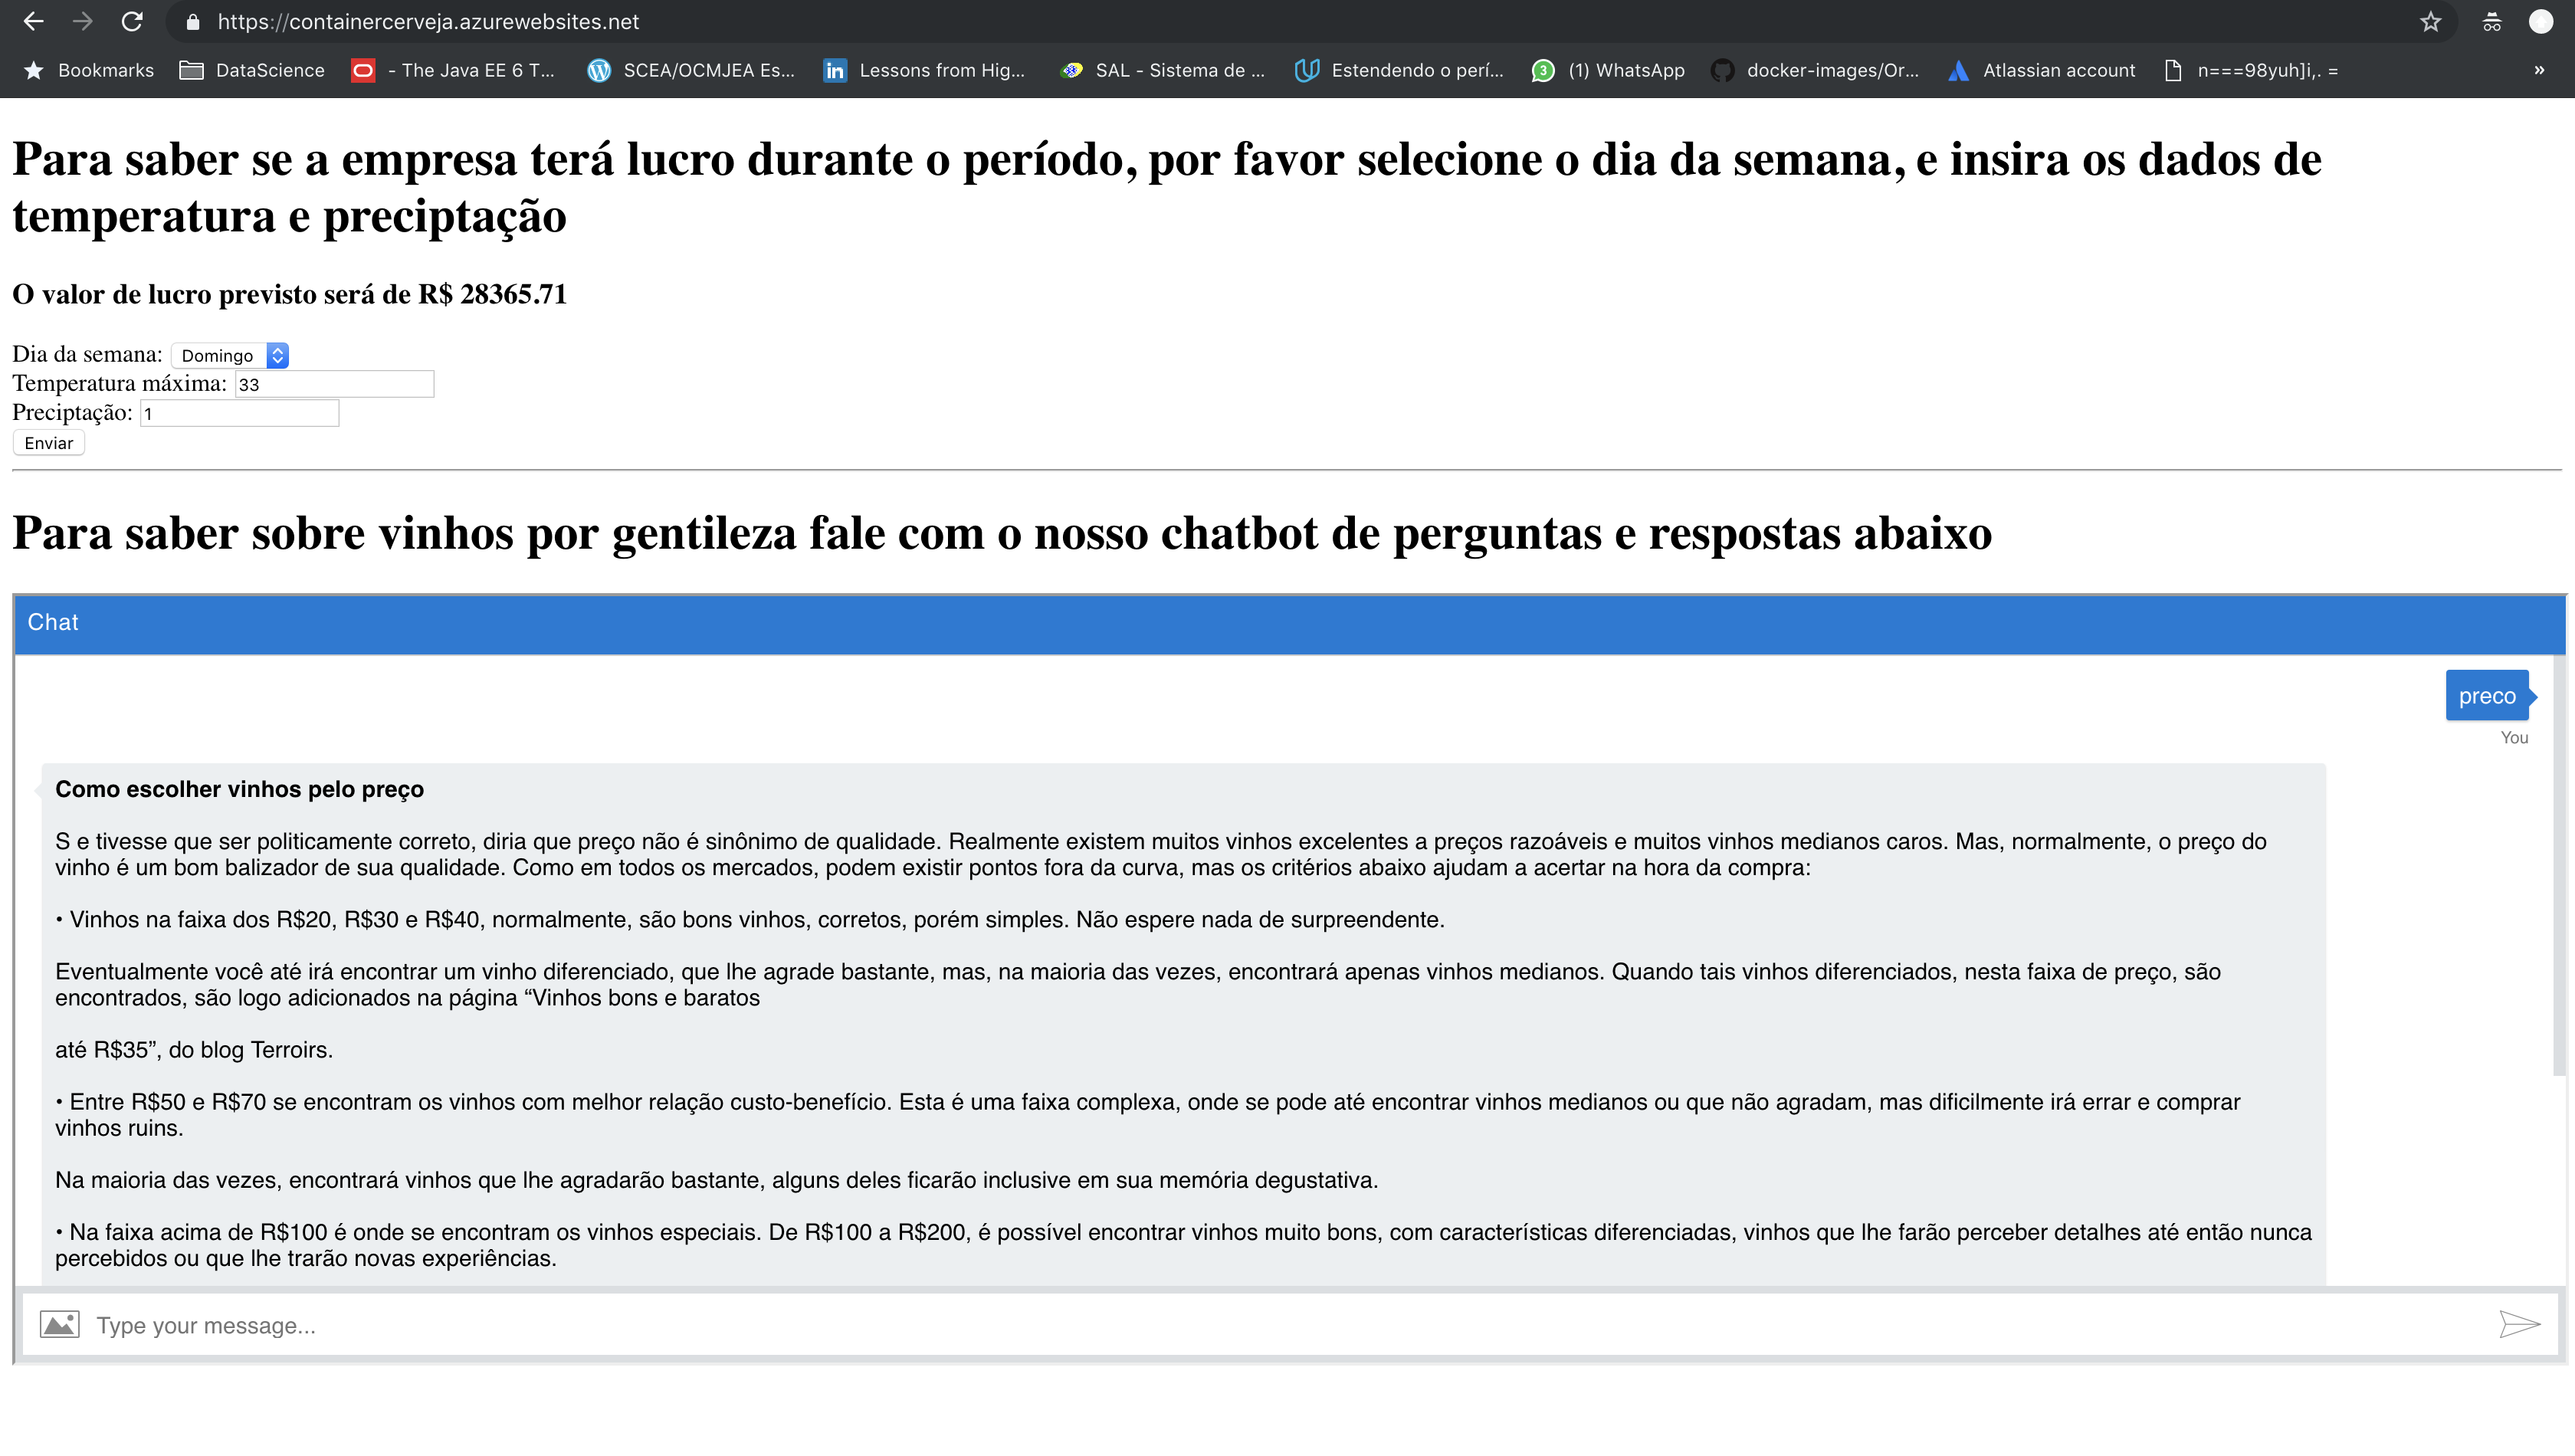 https://containercerveja.azurewebsites.net
Bookmarks DataScience - The Java EE 6 T... SCEA/OCMJEA Es... Lessons from Hig... SAL - Sistema de ... Estendendo o perí... (1) WhatsApp docker-images/Or... Atlassian account n===98yuh]i,. = »
Para saber se a empresa terá lucro durante o período, por favor selecione o dia da semana, e insira os dados de
temperatura e preciptação
O valor de lucro previsto será de R$ 28365.71
Dia da semana: Domingo
Temperatura máxima: 33
Preciptação: 1
Enviar
Para saber sobre vinhos por gentileza fale com o nosso chatbot de perguntas e respostas abaixo
Chat
preco
You
Como escolher vinhos pelo preço
S e tivesse que ser politicamente correto, diria que preço não é sinônimo de qualidade. Realmente existem muitos vinhos excelentes a preços razoáveis e muitos vinhos medianos caros. Mas, normalmente, o preço do
vinho é um bom balizador de sua qualidade. Como em todos os mercados, podem existir pontos fora da curva, mas os critérios abaixo ajudam a acertar na hora da compra:
• Vinhos na faixa dos R$20, R$30 e R$40, normalmente, são bons vinhos, corretos, porém simples. Não espere nada de surpreendente.
Eventualmente você até irá encontrar um vinho diferenciado, que lhe agrade bastante, mas, na maioria das vezes, encontrará apenas vinhos medianos. Quando tais vinhos diferenciados, nesta faixa de preço, são
encontrados, são logo adicionados na página “Vinhos bons e baratos
até R$35”, do blog Terroirs.
• Entre R$50 e R$70 se encontram os vinhos com melhor relação custo-benefício. Esta é uma faixa complexa, onde se pode até encontrar vinhos medianos ou que não agradam, mas dificilmente irá errar e comprar
vinhos ruins.
Na maioria das vezes, encontrará vinhos que lhe agradarão bastante, alguns deles ficarão inclusive em sua memória degustativa.
• Na faixa acima de R$100 é onde se encontram os vinhos especiais. De R$100 a R$200, é possível encontrar vinhos muito bons, com características diferenciadas, vinhos que lhe farão perceber detalhes até então nunca
percebidos ou que lhe trarão novas experiências.
Type your message...